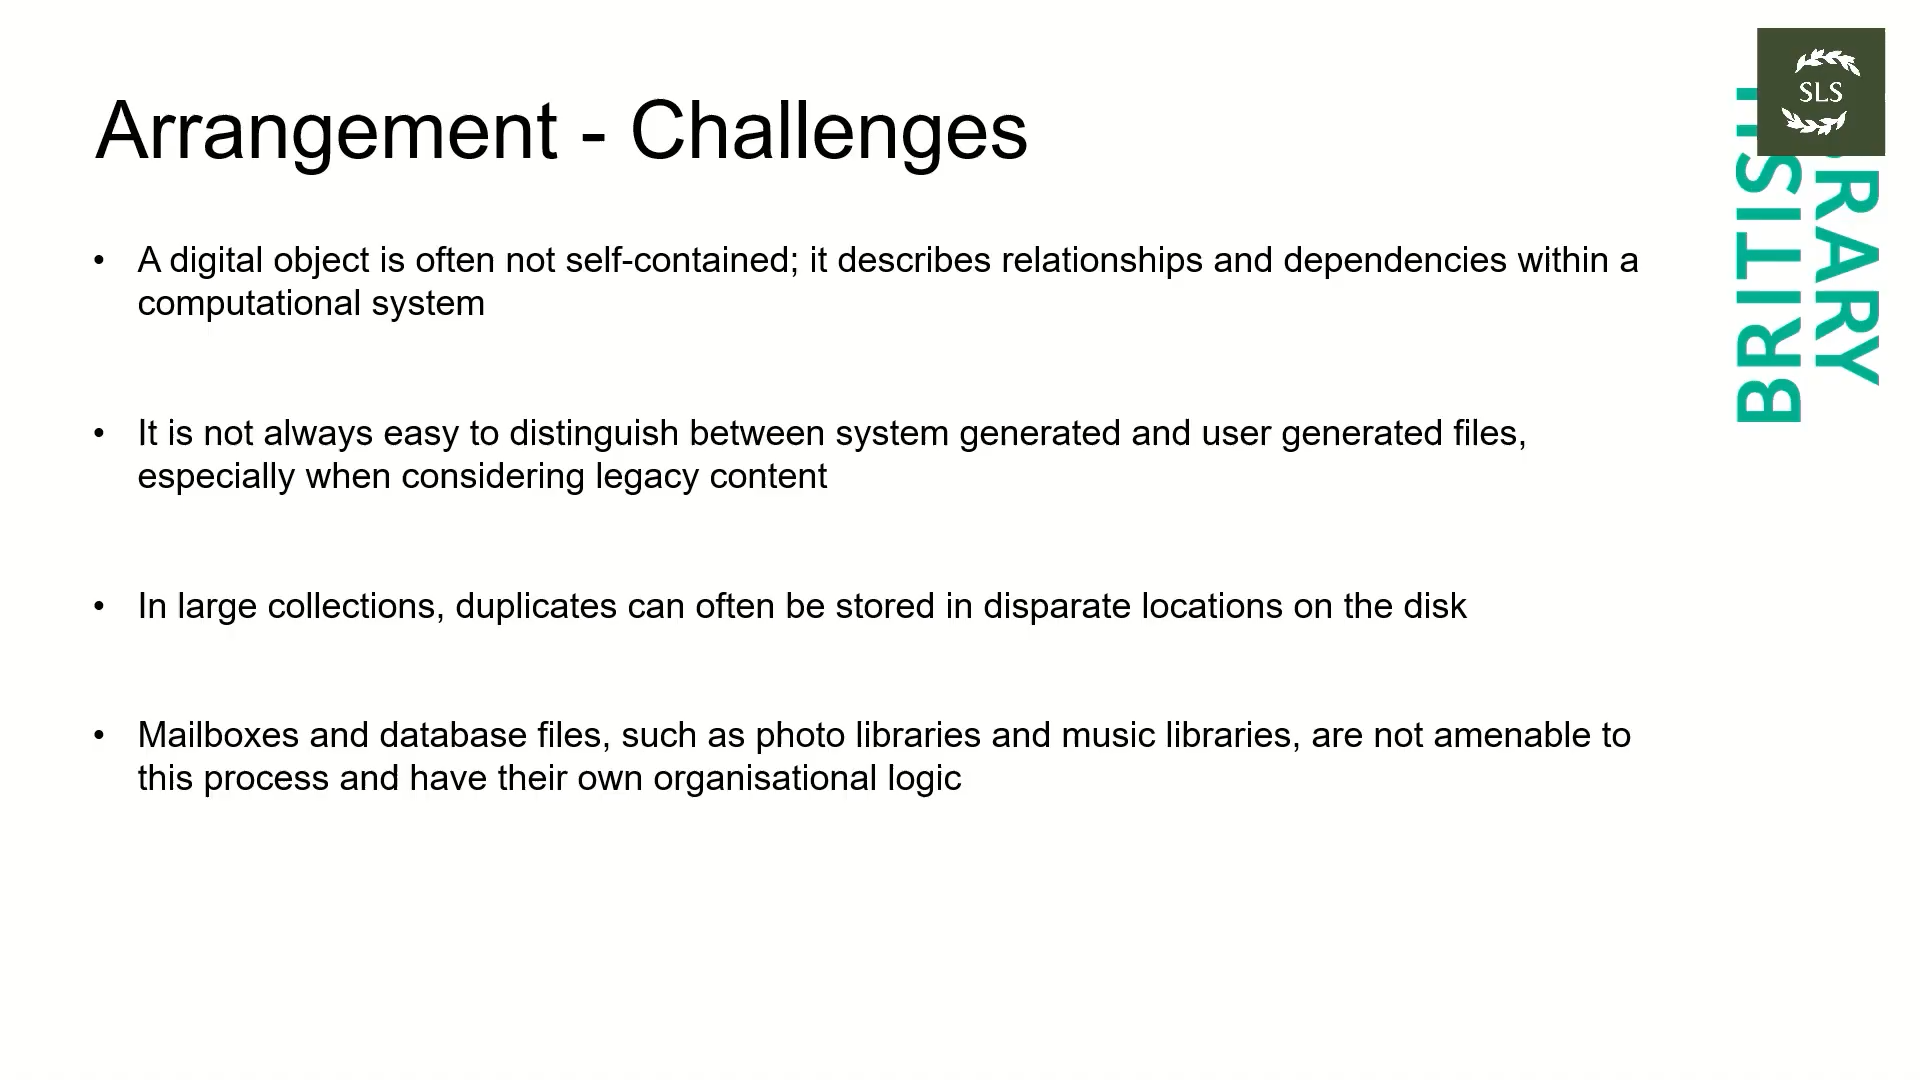 Arrangement - Challenges
• A digital object is often not self-contained; it describes relationships and dependencies within a
computational system
• It is not always easy to distinguish between system generated and user generated files,
especially when considering legacy content
• In large collections, duplicates can often be stored in disparate locations on the disk
• Mailboxes and database files, such as photo libraries and music libraries, are not amenable to
this process and have their own organisational logic
SLS